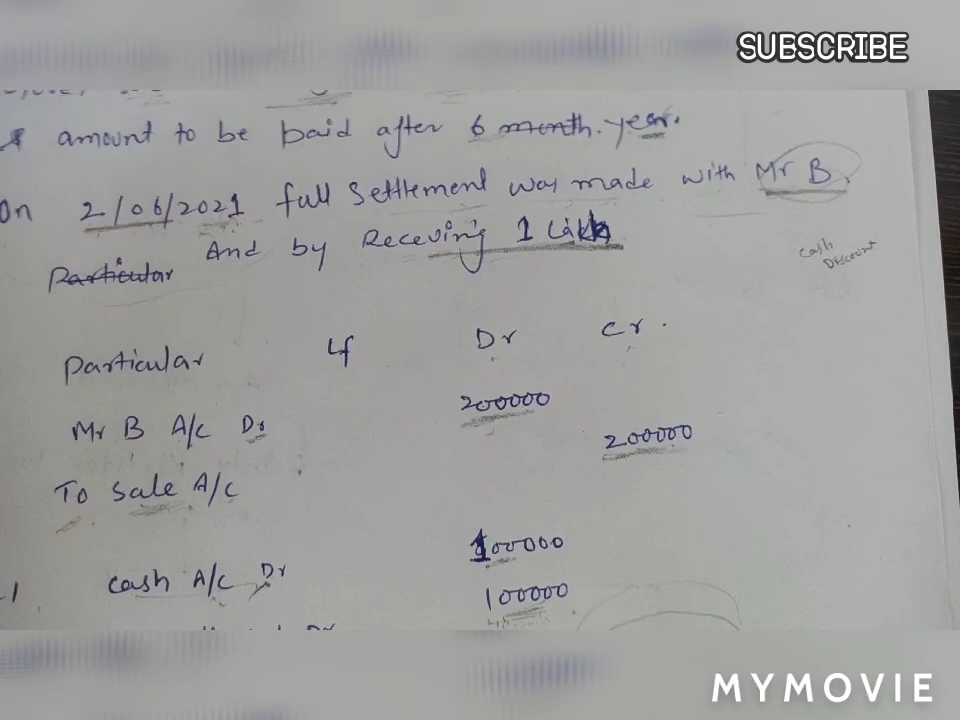 SUBSCRIBE
amount to be paid after 6 month. year.
On 2/06/2021 full Settlement was made with Mr B.
Particular And by Receving 1 Lakh
Cash
Discount
Particular Lf Dr Cr.
Mr B A/c Dr 200000
To Sale A/c 200000
cash A/c Dr 100000
100000
Dr
MYMOVIE